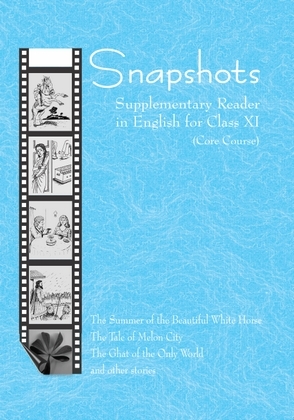 Snapshots
Supplementary Reader
in English for Class XI
(Core Course)
The Summer of the Beautiful White Horse
The Tale of Melon City
The Ghat of the Only World
and other stories